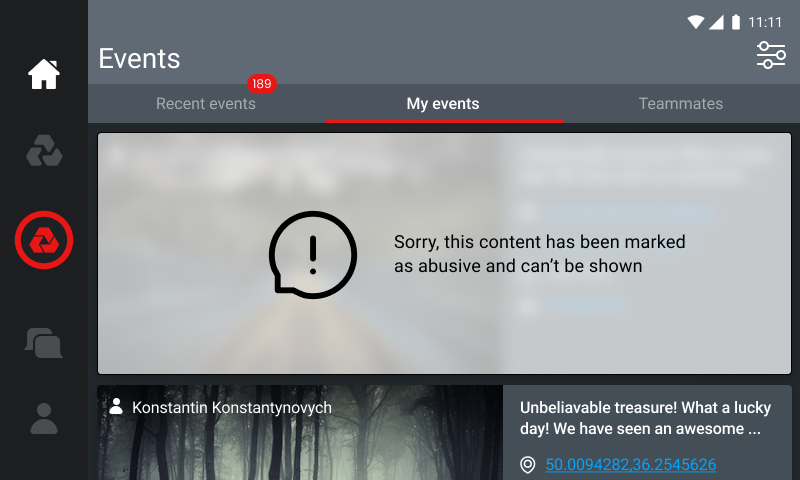 11:11
Events
189
Recent events
My events
Teammates
Sorry, this content has been marked
as abusive and can’t be shown
Konstantin Konstantynovych
Unbeliavable treasure! What a lucky
day! We have seen an awesome ...
50.0094282,36.2545626